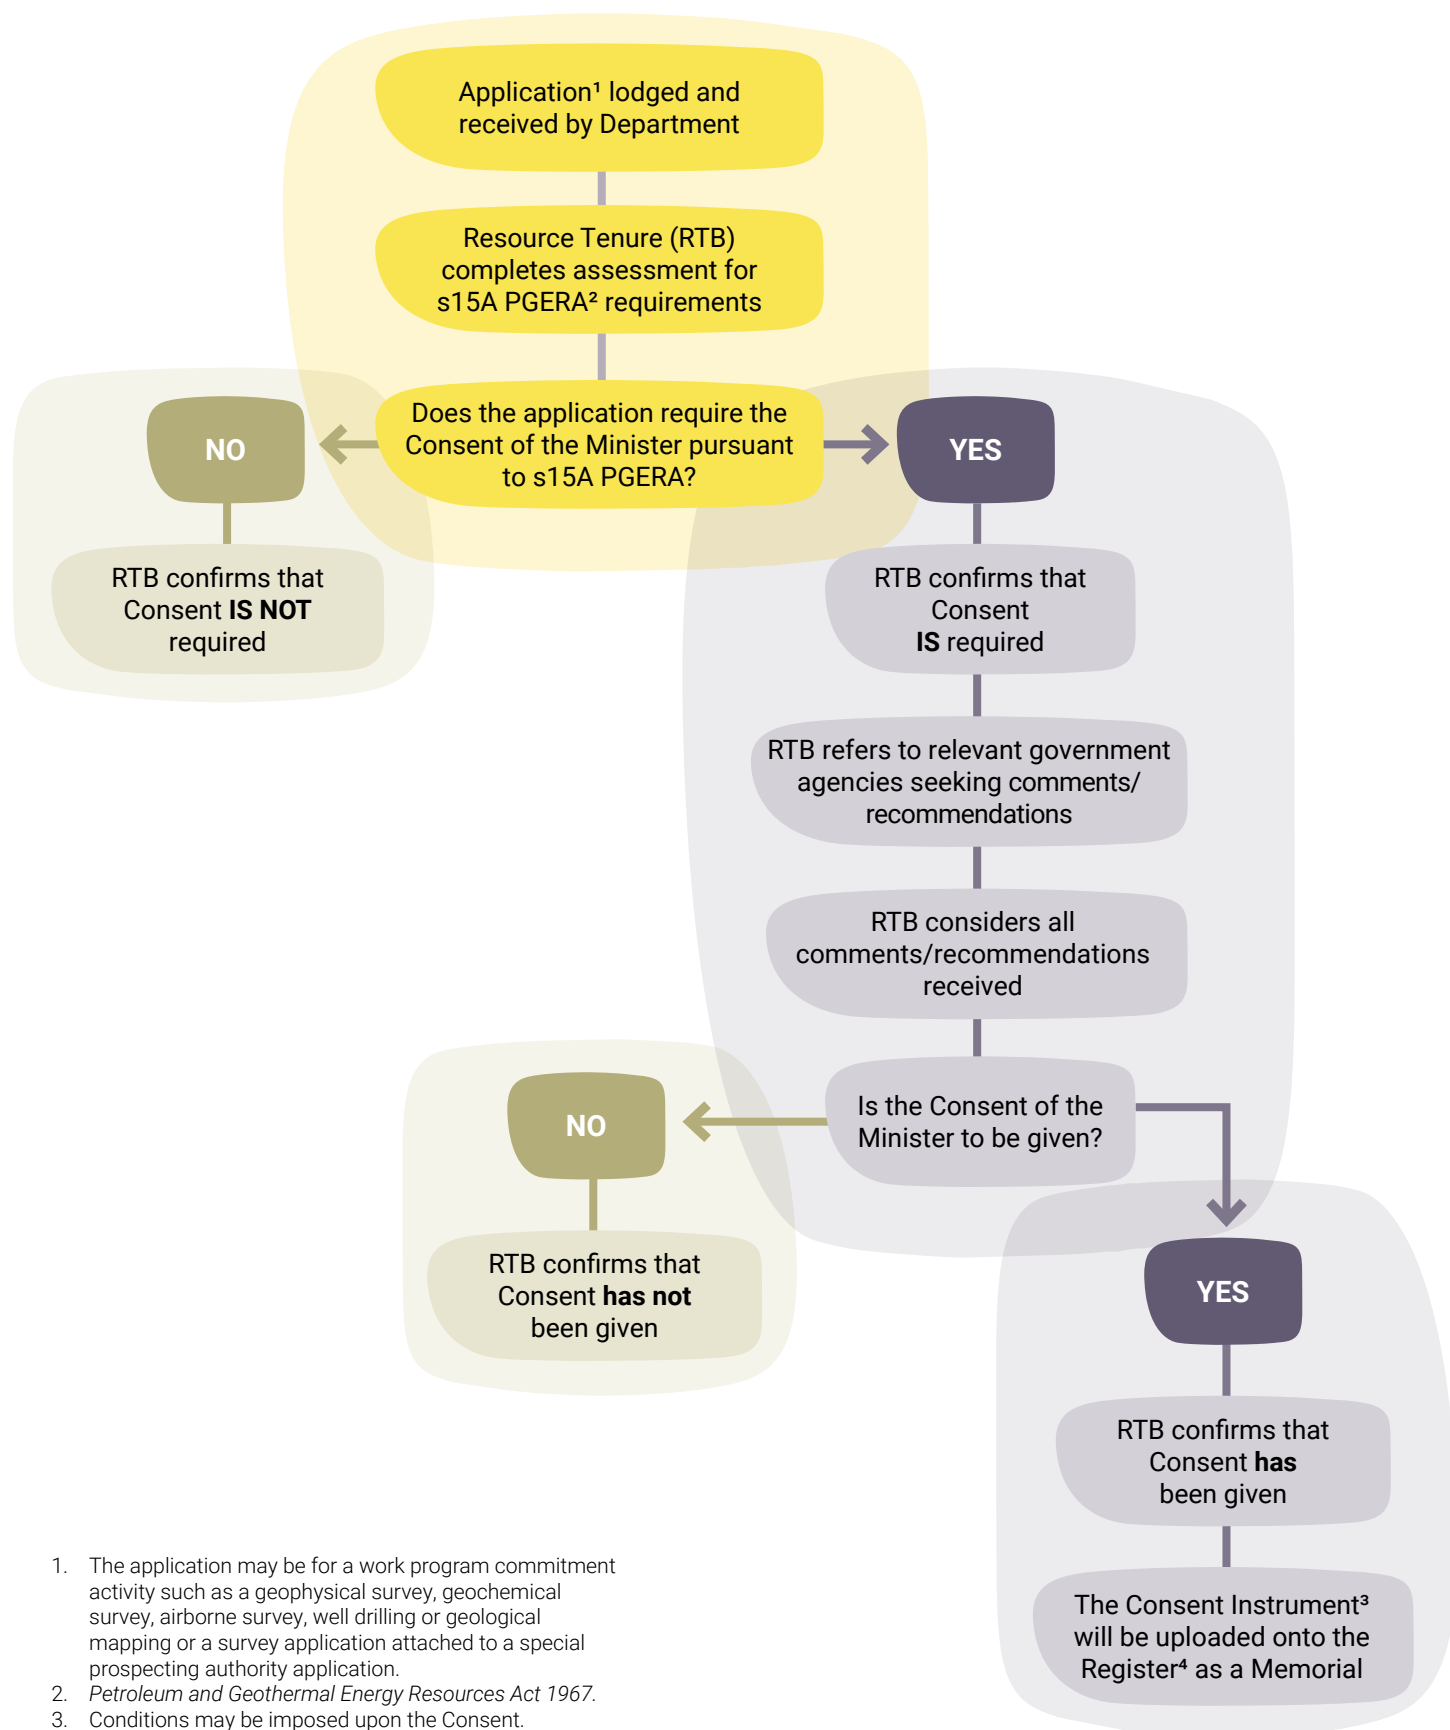 Application¹ lodged and
received by Department
Resource Tenure (RTB)
completes assessment for
s15A PGERA² requirements
Does the application require the
Consent of the Minister pursuant
to s15A PGERA?
NO
RTB confirms that
Consent IS NOT
required
YES
RTB confirms that
Consent
IS required
RTB refers to relevant government
agencies seeking comments/
recommendations
RTB considers all
comments/recommendations
received
Is the Consent of the
Minister to be given?
NO
RTB confirms that
Consent has not
been given
YES
RTB confirms that
Consent has
been given
The Consent Instrument³
will be uploaded onto the
Register⁴ as a Memorial
1. The application may be for a work program commitment
activity such as a geophysical survey, geochemical
survey, airborne survey, well drilling or geological
mapping or a survey application attached to a special
prospecting authority application.
2. Petroleum and Geothermal Energy Resources Act 1967.
3. Conditions may be imposed upon the Consent.